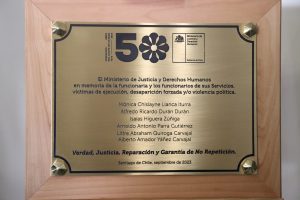 50
El Ministerio de Justicia y Derechos Humanos
en memoria de la funcionaria y los funcionarios de sus Servicios,
víctimas de ejecución, desaparición forzada y/o violencia política.
Mónica Chislayne Llarica Iturra
Alfredo Ricardo Durán Durán
Isaías Higuera Zúñiga
Arnaldo Antonio Parra Gutiérrez
Littre Abraham Quiroga Carvajal
Alberto Amador Yáñez Carvajal
Verdad, Justicia, Reparación y Garantía de No Repetición.
Santiago de Chile, septiembre de 2023